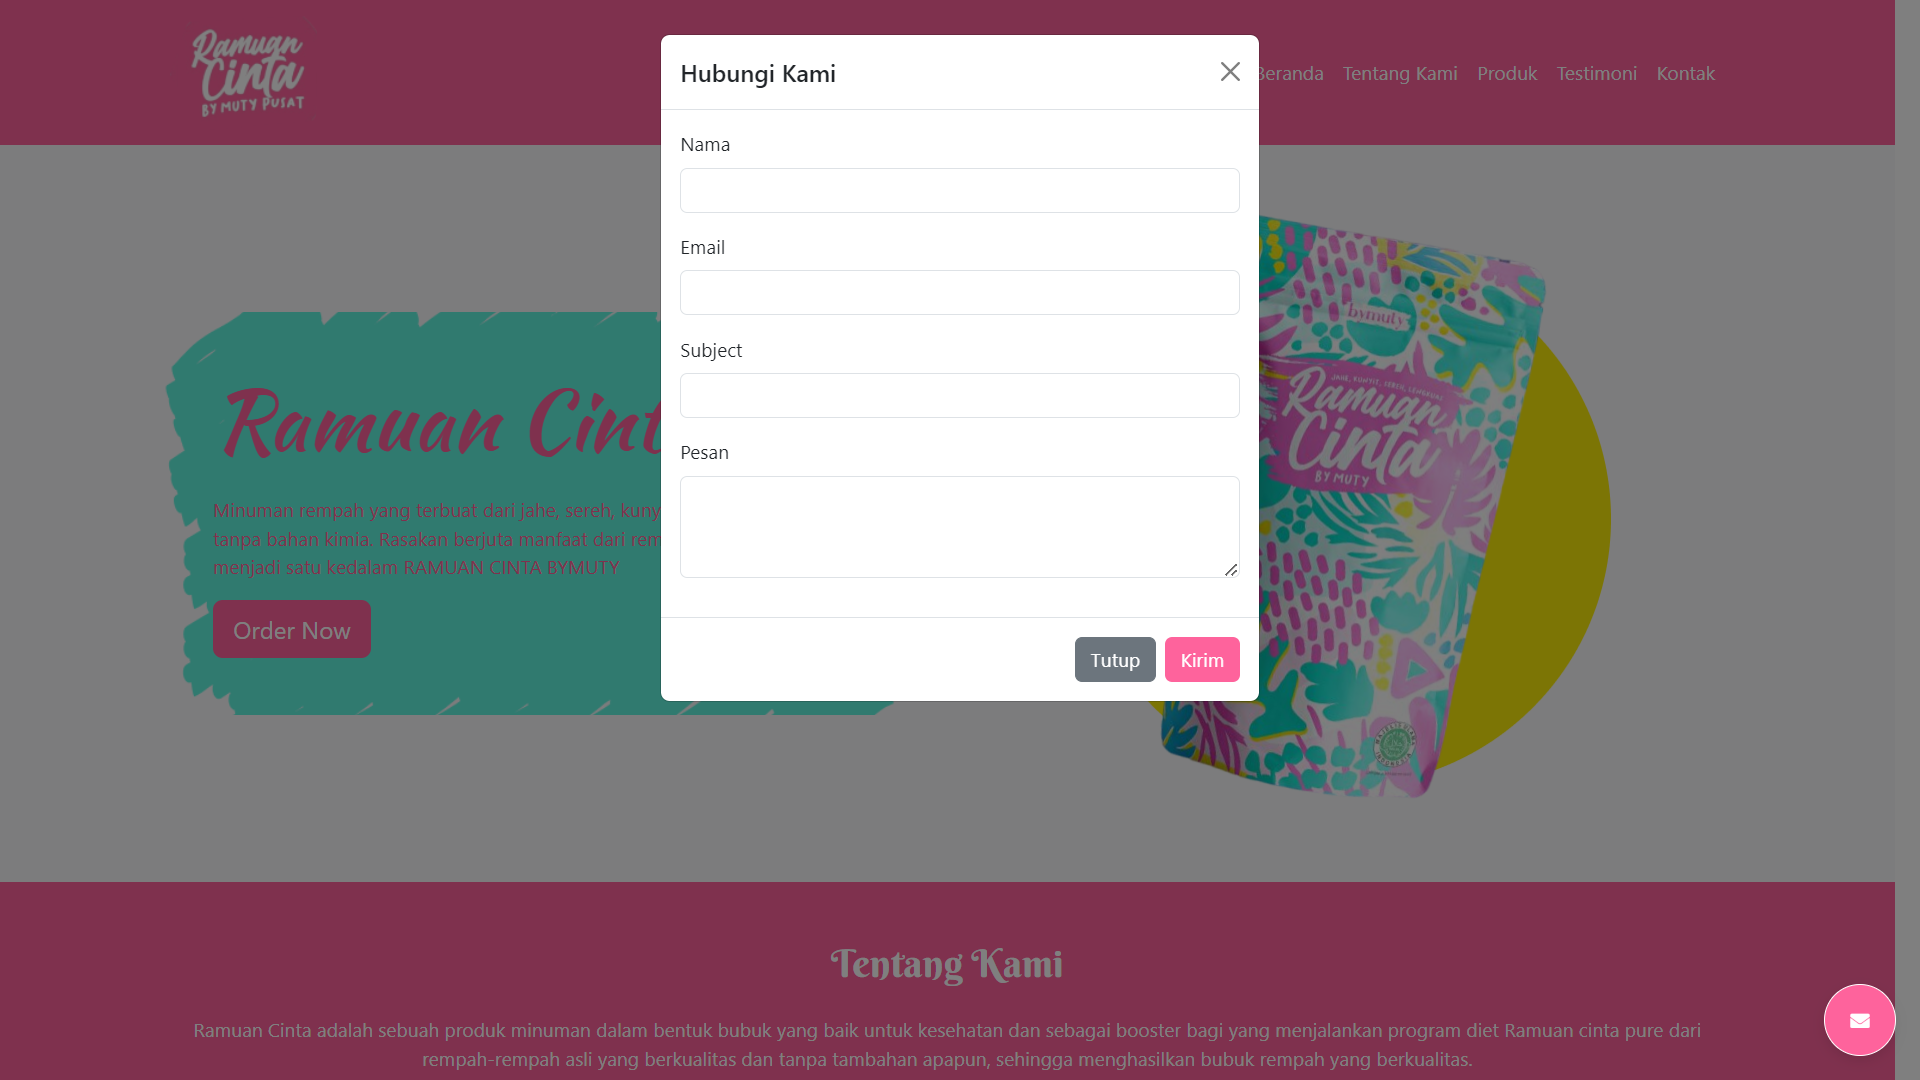 Ramuan
Cinta
BY MUTY PUSAT
Beranda Tentang Kami Produk Testimoni Kontak
Hubungi Kami
Nama
Email
Subject
Pesan
Tutup Kirim
Ramuan Cint
Minuman rempah yang terbuat dari jahe, sereh, kuny
tanpa bahan kimia. Rasakan berjuta manfaat dari rem
menjadi satu kedalam RAMUAN CINTA BYMUTY
Order Now
bymuty
JAHE, KUNYIT, SEREH,
Ramuan
Cinta
BY MUTY
Tentang Kami
Ramuan Cinta adalah sebuah produk minuman dalam bentuk bubuk yang baik untuk kesehatan dan sebagai booster bagi yang menjalankan program diet Ramuan cinta pure dari
rempah-rempah asli yang berkualitas dan tanpa tambahan apapun, sehingga menghasilkan bubuk rempah yang berkualitas.